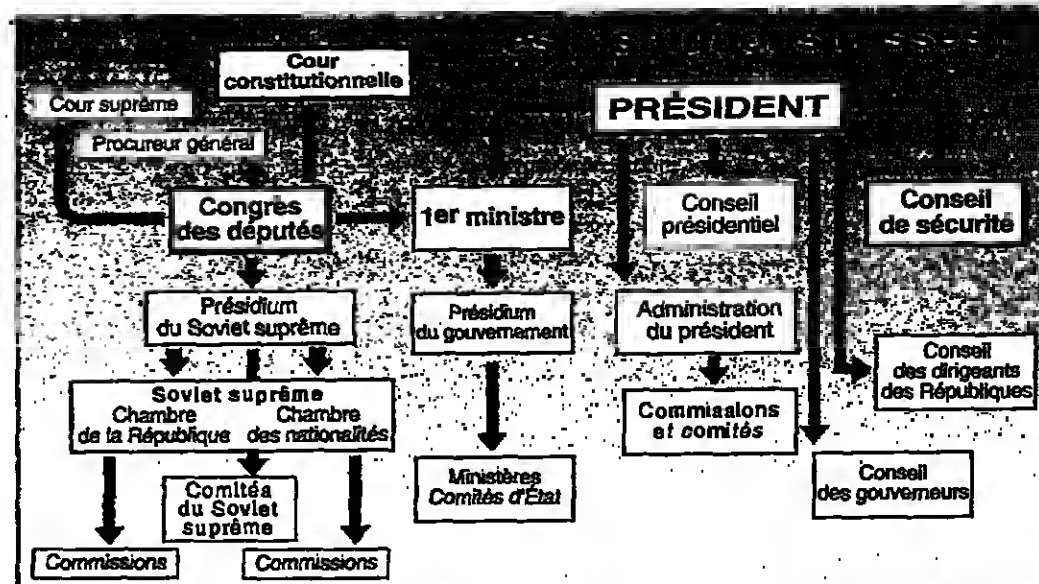 Cour
constitutionnelle
Cour suprême
Procureur général
PRÉSIDENT
Congrès
des députés
1er ministre
Conseil
présidentiel
Conseil
de sécurité
Présidium
du Soviet suprême
Présidium
du gouvernement
Administration
du président
Conseil
des dirigeants
des Républiques
Soviet suprême
Chambre
de la République
Chambre
des nationalités
Commissions
et comités
Ministères
Comités d'État
Conseil
des gouverneurs
Comités
du Soviet
suprême
Commissions
Commissions